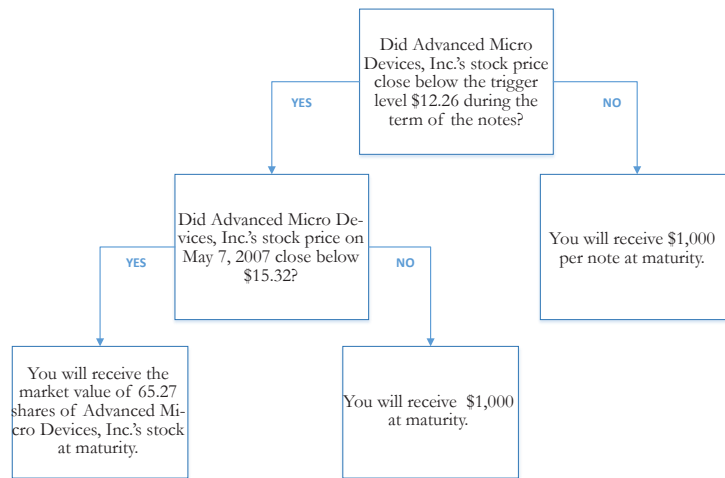 Did Advanced Micro
Devices, Inc.'s stock price
close below the trigger
level $12.26 during the
term of the notes?
YES
NO
Did Advanced Micro De-
vices, Inc.'s stock price on
May 7, 2007 close below
$15.32?
You will receive $1,000
per note at maturity.
YES
NO
You will receive the
market value of 65.27
shares of Advanced Mi-
cro Devices, Inc.'s stock
at maturity.
You will receive $1,000
at maturity.